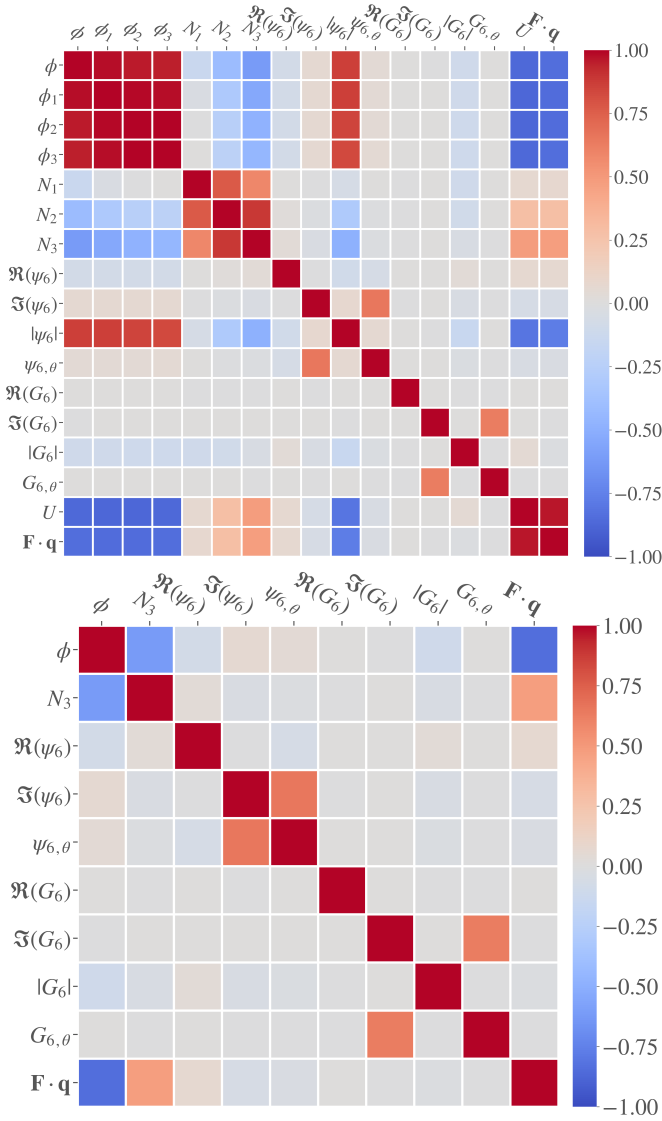 ϕ ϕ₁ ϕ₂ ϕ₃ N₁ N₂ N₃ ℜ(ψ₆) ℑ(ψ₆) |ψ₆| ψ₆,θ ℜ(G₆) ℑ(G₆) |G₆| G₆,θ U F · q
ϕ
ϕ₁
ϕ₂
ϕ₃
N₁
N₂
N₃
ℜ(ψ₆)
ℑ(ψ₆)
|ψ₆|
ψ₆,θ
ℜ(G₆)
ℑ(G₆)
|G₆|
G₆,θ
U
F · q
1.00
0.75
0.50
0.25
0.00
−0.25
−0.50
−0.75
−1.00
ϕ N₃ ℜ(ψ₆) ℑ(ψ₆) ψ₆,θ ℜ(G₆) ℑ(G₆) |G₆| G₆,θ F · q
ϕ
N₃
ℜ(ψ₆)
ℑ(ψ₆)
ψ₆,θ
ℜ(G₆)
ℑ(G₆)
|G₆|
G₆,θ
F · q
1.00
0.75
0.50
0.25
0.00
−0.25
−0.50
−0.75
−1.00